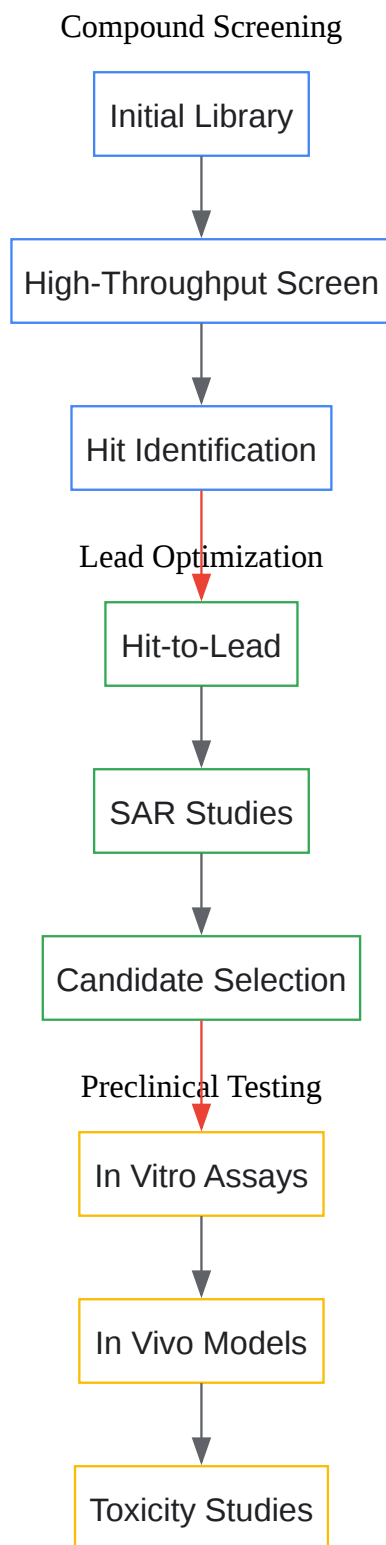 Compound Screening
Initial Library
High-Throughput Screen
Hit Identification
Lead Optimization
Hit-to-Lead
SAR Studies
Candidate Selection
Preclinical Testing
In Vitro Assays
In Vivo Models
Toxicity Studies